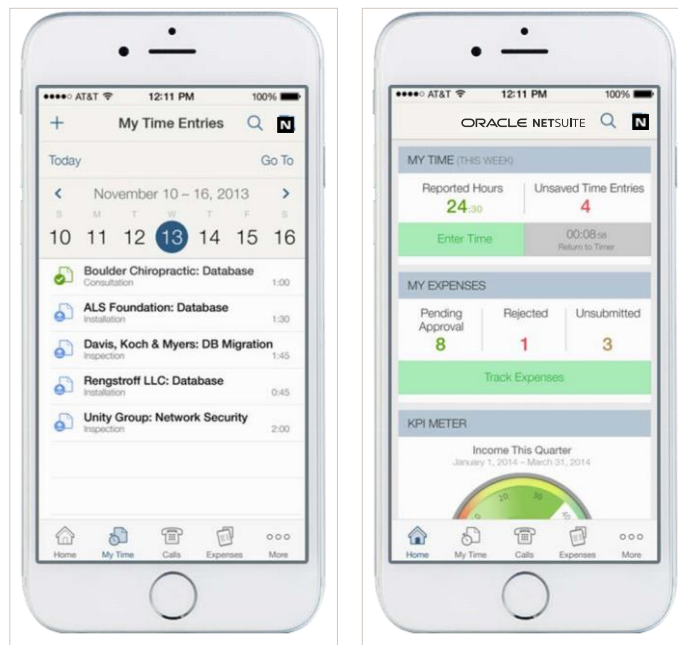 AT&T 12:11 PM 100%
My Time Entries N
Today Go To
November 10 – 16, 2013
S M T W T F S
10 11 12 13 14 15 16
Boulder Chiropractic: Database
Consultation 1:00
ALS Foundation: Database
Installation 1:30
Davis, Koch & Myers: DB Migration
Inspection 1:45
Rengstroff LLC: Database
Installation 0:45
Unity Group: Network Security
Inspection 2:00
Home My Time Calls Expenses More
AT&T 12:11 PM 100%
ORACLE NETSUITE N
MY TIME (THIS WEEK)
Reported Hours Unsaved Time Entries
24:30 4
Enter Time 00:08:58
Return to Timer
MY EXPENSES
Pending Approval Rejected Unsubmitted
8 1 3
Track Expenses
KPI METER
Income This Quarter
January 1, 2014 – March 31, 2014
20 30
Home My Time Calls Expenses More